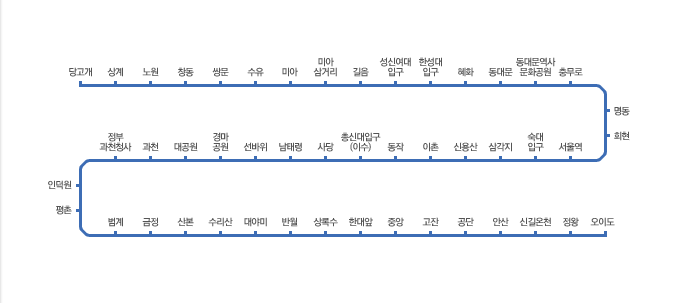 당고개
상계
노원
창동
쌍문
수유
미아
미아
삼거리
길음
성신여대
입구
한성대
입구
혜화
동대문
동대문역사
문화공원
충무로
명동
회현
정부
과천청사
과천
대공원
경마
공원
선바위
남태령
사당
총신대입구
(이수)
동작
이촌
신용산
삼각지
숙대
입구
서울역
인덕원
평촌
범계
금정
산본
수리산
대야미
반월
상록수
한대앞
중앙
고잔
공단
안산
신길온천
정왕
오이도